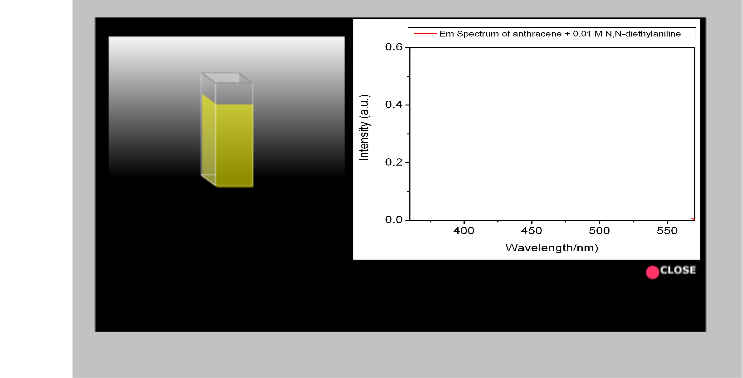 Em Spectrum of anthracene + 0.01 M N,N-diethylaniline
0.6
0.4
0.2
0.0
Intensity (a.u.)
400 450 500 550
Wavelength/nm)
CLOSE